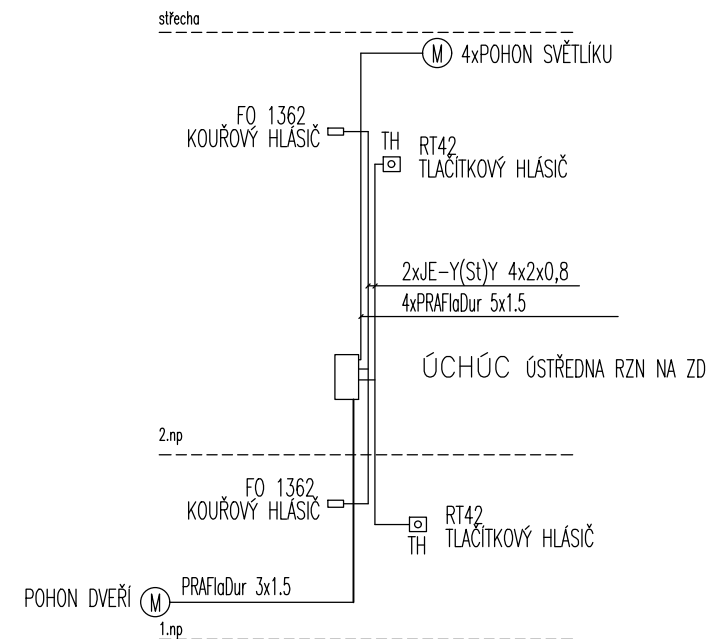 střecha
M 4xPOHON SVĚTLÍKU
FO 1362
KOUŘOVÝ HLÁSIČ
TH RT42
TLAČÍTKOVÝ HLÁSIČ
2xJE-Y(St)Y 4x2x0,8
4xPRAFlaDur 5x1.5
ÚCHÚC ÚSTŘEDNA RZN NA ZD
2.np
FO 1362
KOUŘOVÝ HLÁSIČ
RT42
TH TLAČÍTKOVÝ HLÁSIČ
POHON DVEŘÍ M PRAFlaDur 3x1.5
1.np